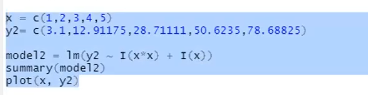 x = c(1,2,3,4,5)
y2= c(3.1,12.91175,28.71111,50.6235,78.68825)
model2 = lm(y2 ~ I(x*x) + I(x))
summary(model2)
plot(x, y2)